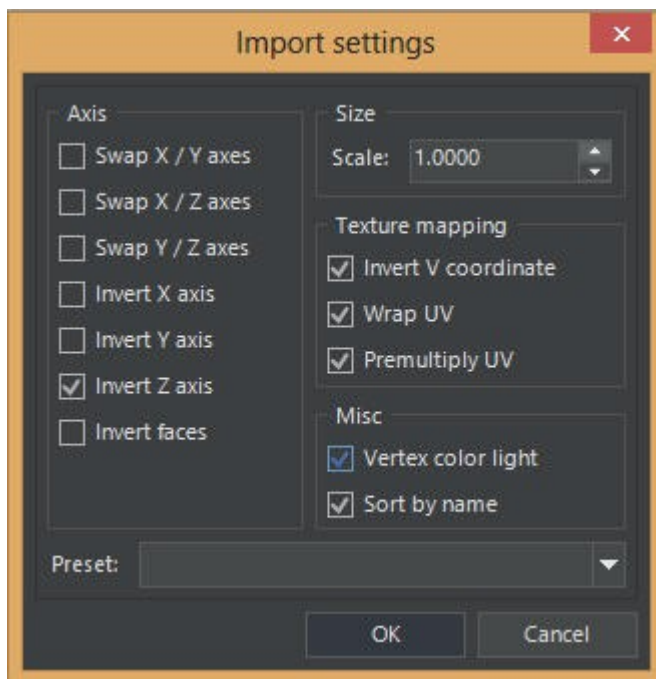 Import settings
Axis
Swap X / Y axes
Swap X / Z axes
Swap Y / Z axes
Invert X axis
Invert Y axis
Invert Z axis
Invert faces
Size
Scale: 1.0000
Texture mapping
Invert V coordinate
Wrap UV
Premultiply UV
Misc
Vertex color light
Sort by name
Preset:
OK
Cancel